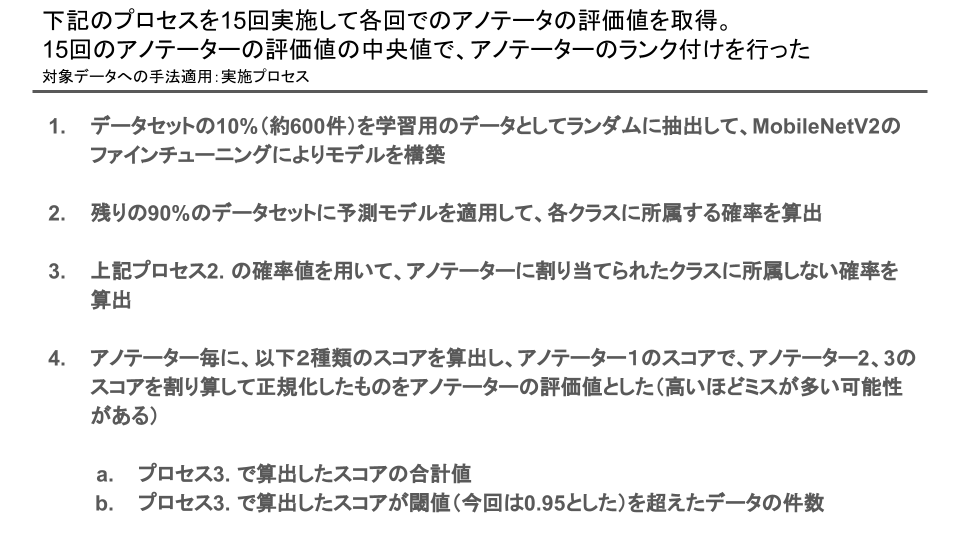 下記のプロセスを15回実施して各回でのアノテータの評価値を取得。
15回のアノテーターの評価値の中央値で、アノテーターのランク付けを行った
対象データへの手法適用：実施プロセス
1. データセットの10%（約600件）を学習用のデータとしてランダムに抽出して、MobileNetV2の
ファインチューニングによりモデルを構築
2. 残りの90%のデータセットに予測モデルを適用して、各クラスに所属する確率を算出
3. 上記プロセス2. の確率値を用いて、アノテーターに割り当てられたクラスに所属しない確率を
算出
4. アノテーター毎に、以下２種類のスコアを算出し、アノテーター１のスコアで、アノテーター2、3の
スコアを割り算して正規化したものをアノテーターの評価値とした（高いほどミスが多い可能性
がある）
a. プロセス3. で算出したスコアの合計値
b. プロセス3. で算出したスコアが閾値（今回は0.95とした）を超えたデータの件数